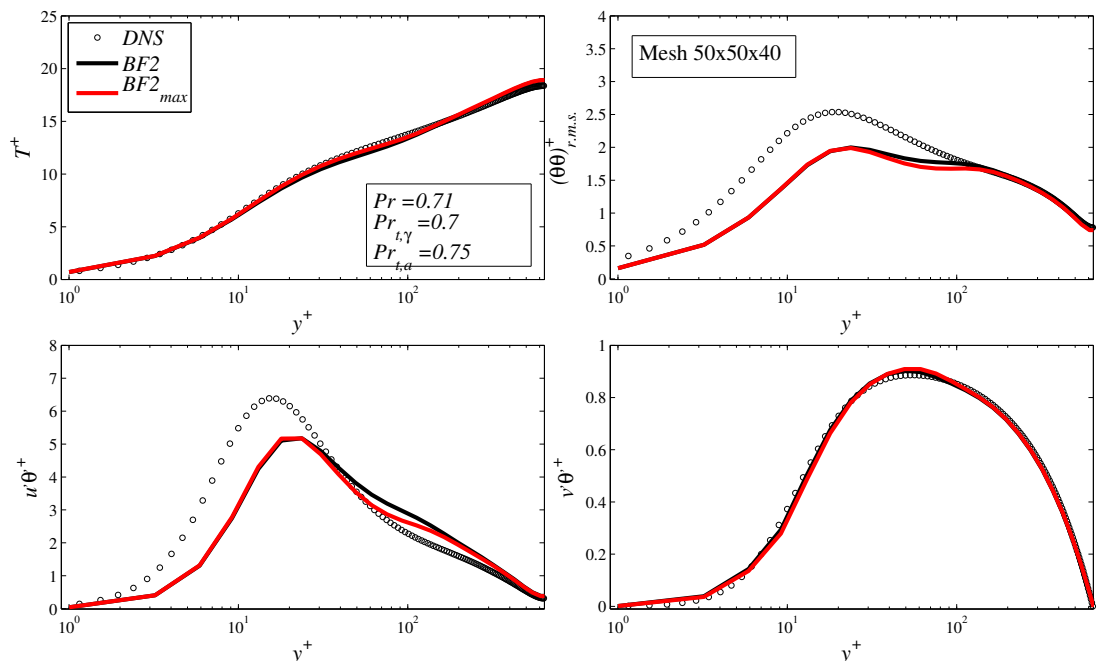 25
20
15
10
5
0
T+
DNS
BF2
BF2max
Pr =0.71
Prt,γ=0.7
Prt,a=0.75
10^0
10^1
10^2
y+
4
3.5
3
2.5
2
1.5
1
0.5
0
(θθ)+r.m.s.
Mesh 50x50x40
10^0
10^1
10^2
y+
8
7
6
5
4
3
2
1
0
u'θ'+
10^0
10^1
10^2
y+
1
0.8
0.6
0.4
0.2
0
v'θ'+
10^0
10^1
10^2
y+